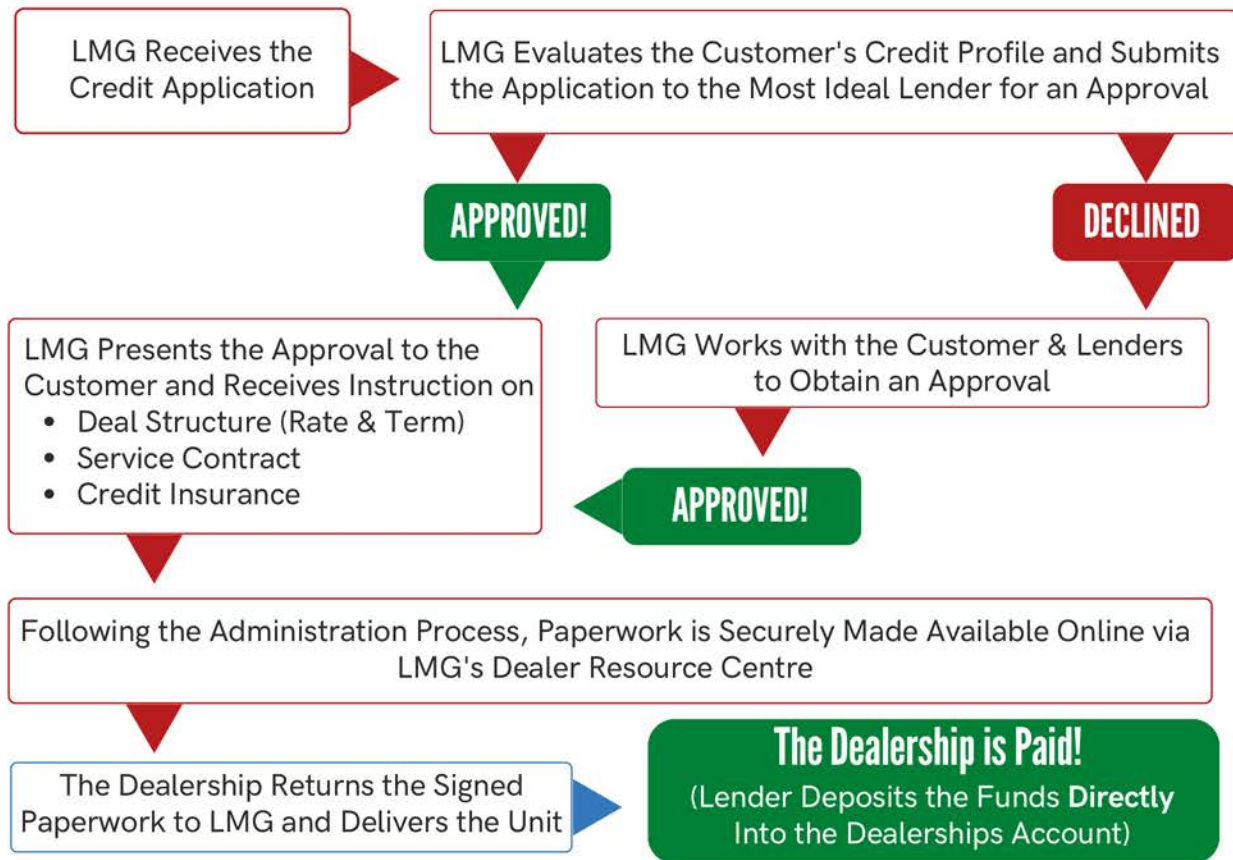 LMG Receives the
Credit Application
LMG Evaluates the Customer's Credit Profile and Submits
the Application to the Most Ideal Lender for an Approval
APPROVED!
DECLINED
LMG Presents the Approval to the
Customer and Receives Instruction on
• Deal Structure (Rate & Term)
• Service Contract
• Credit Insurance
LMG Works with the Customer & Lenders
to Obtain an Approval
APPROVED!
Following the Administration Process, Paperwork is Securely Made Available Online via
LMG's Dealer Resource Centre
The Dealership Returns the Signed
Paperwork to LMG and Delivers the Unit
The Dealership is Paid!
(Lender Deposits the Funds Directly
Into the Dealerships Account)